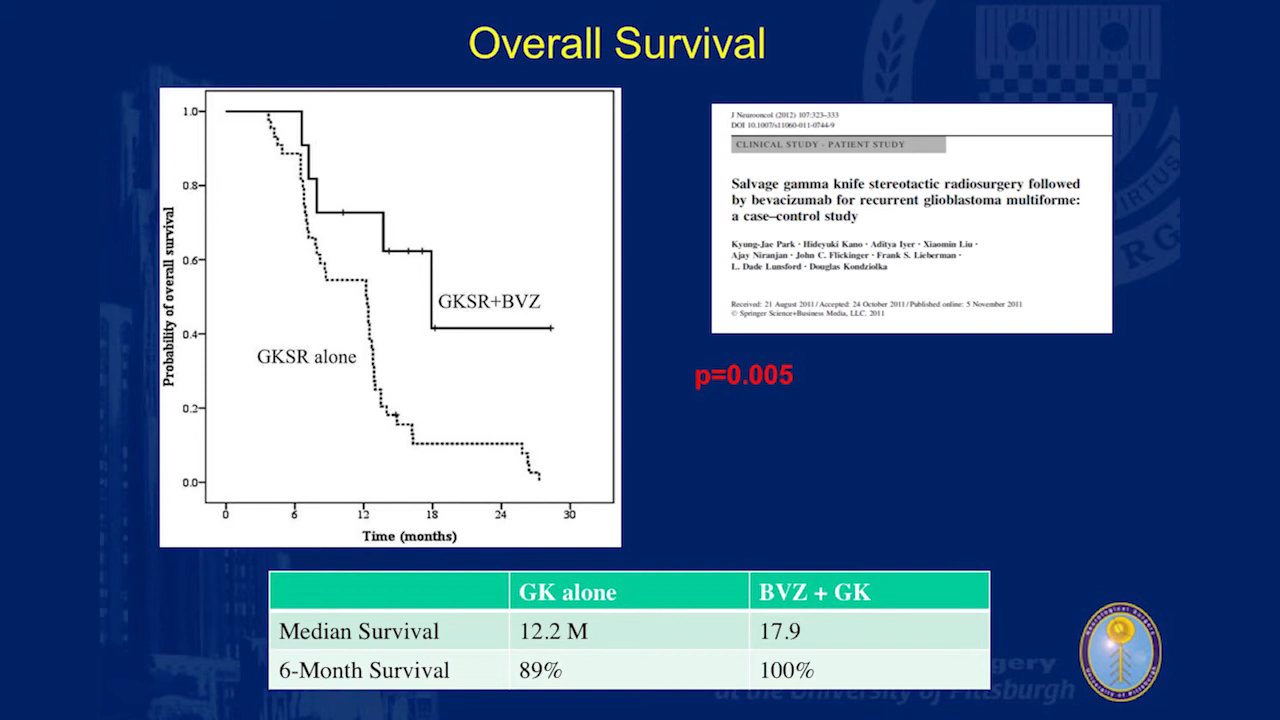 Overall Survival
1.0
0.8
0.6
0.4
0.2
0.0
Probability of overall survival
GKSR+BVZ
GKSR alone
0 6 12 18 24 30
Time (months)
J Neurooncol (2012) 107:323–333
DOI 10.1007/s11060-011-0744-9
CLINICAL STUDY - PATIENT STUDY
Salvage gamma knife stereotactic radiosurgery followed
by bevacizumab for recurrent glioblastoma multiforme:
a case–control study
Kyung-Jae Park · Hideyuki Kano · Aditya Iyer · Xiaomin Liu ·
Ajay Niranjan · John C. Flickinger · Frank S. Lieberman ·
L. Dade Lunsford · Douglas Kondziolka
Received: 21 August 2011 / Accepted: 24 October 2011 / Published online: 5 November 2011
© Springer Science+Business Media, LLC. 2011
p=0.005
GK alone BVZ + GK
Median Survival 12.2 M 17.9
6-Month Survival 89% 100%
at the University of Pittsburgh
Neurological Surgery
University of Pittsburgh
VIRTUS